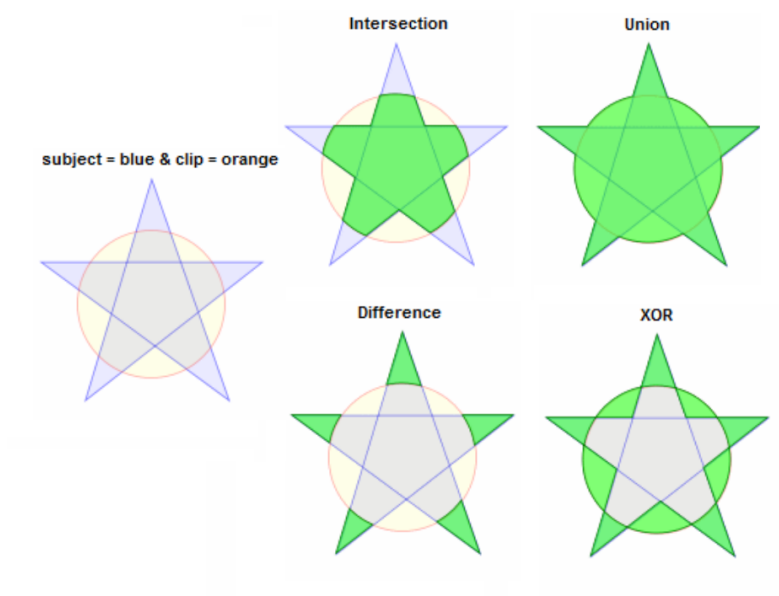 Intersection
Union
subject = blue & clip = orange
Difference
XOR